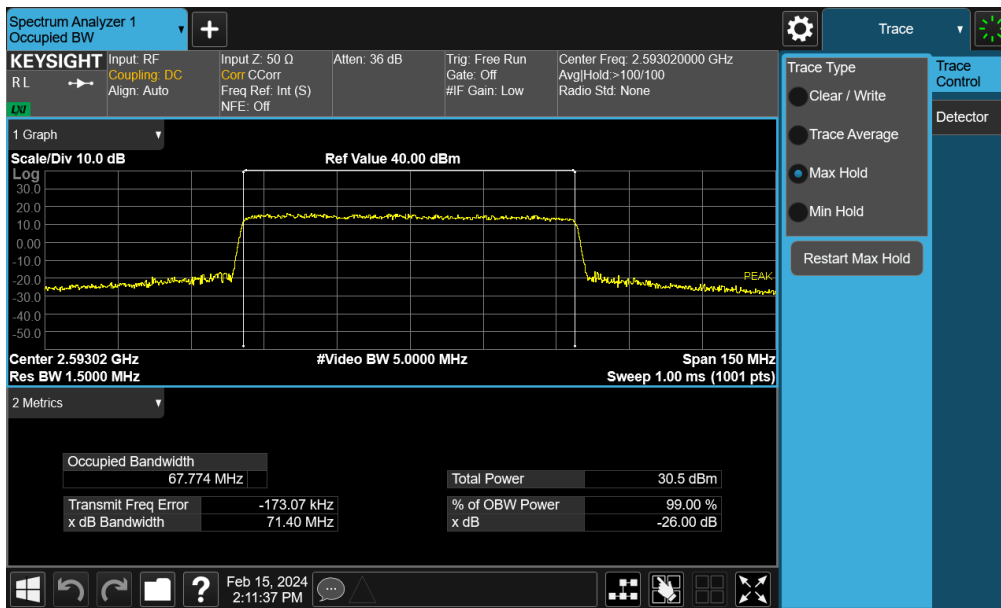 Spectrum Analyzer 1
Occupied BW
Trace
KEYSIGHT
R L
LXI
Input: RF
Coupling: DC
Align: Auto
Input Z: 50 Ω
Corr CCorr
Freq Ref: Int (S)
NFE: Off
Atten: 36 dB
Trig: Free Run
Gate: Off
#IF Gain: Low
Center Freq: 2.593020000 GHz
Avg|Hold:>100/100
Radio Std: None
Trace Type
Clear / Write
Trace Average
Max Hold
Min Hold
Restart Max Hold
Trace
Control
Detector
1 Graph
Scale/Div 10.0 dB
Ref Value 40.00 dBm
Log
30.0
20.0
10.0
0.00
-10.0
-20.0
-30.0
-40.0
-50.0
PEAK
Center 2.59302 GHz
#Video BW 5.0000 MHz
Span 150 MHz
Res BW 1.5000 MHz
Sweep 1.00 ms (1001 pts)
2 Metrics
Occupied Bandwidth
67.774 MHz
Total Power 30.5 dBm
Transmit Freq Error -173.07 kHz
% of OBW Power 99.00 %
x dB Bandwidth 71.40 MHz
x dB -26.00 dB
?
Feb 15, 2024
2:11:37 PM